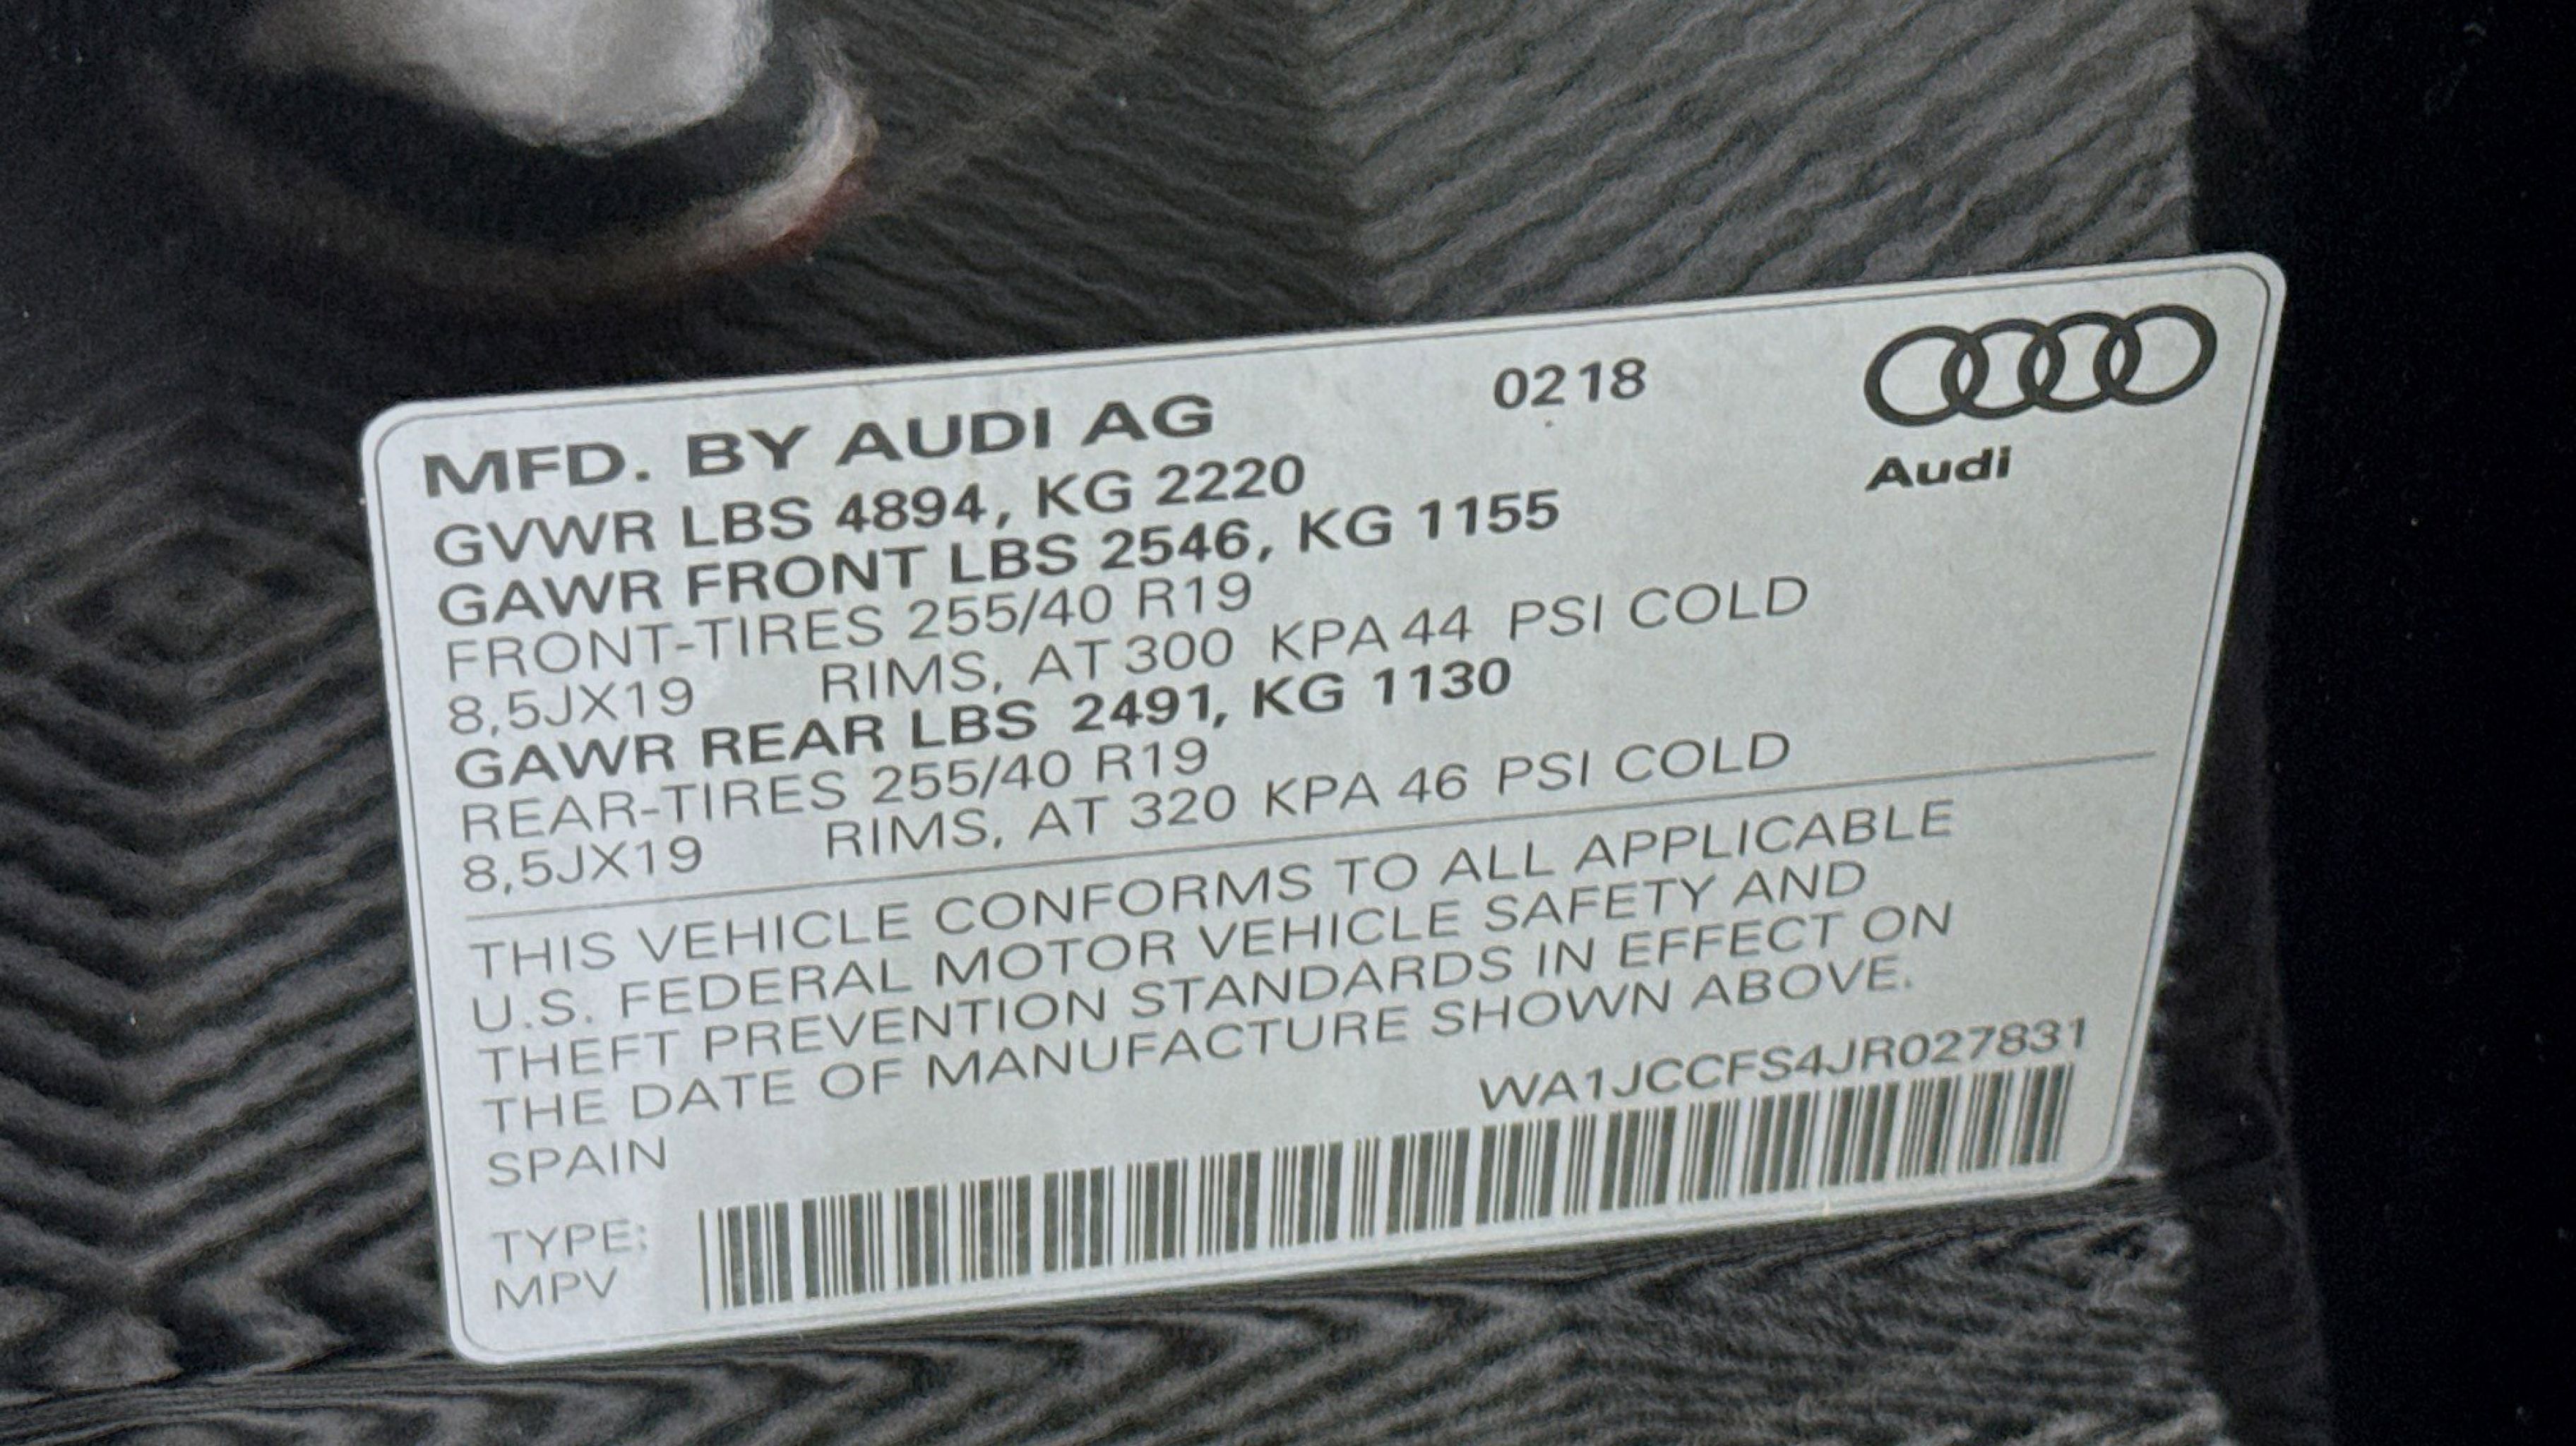 MFD. BY AUDI AG 0218
Audi
GVWR LBS 4894, KG 2220
GAWR FRONT LBS 2546, KG 1155
FRONT-TIRES 255/40 R19
8,5JX19 RIMS, AT 300 KPA 44 PSI COLD
GAWR REAR LBS 2491, KG 1130
REAR-TIRES 255/40 R19
8,5JX19 RIMS, AT 320 KPA 46 PSI COLD
THIS VEHICLE CONFORMS TO ALL APPLICABLE
U.S. FEDERAL MOTOR VEHICLE SAFETY AND
THEFT PREVENTION STANDARDS IN EFFECT ON
THE DATE OF MANUFACTURE SHOWN ABOVE.
SPAIN WA1JCCFS4JR027831
TYPE:
MPV